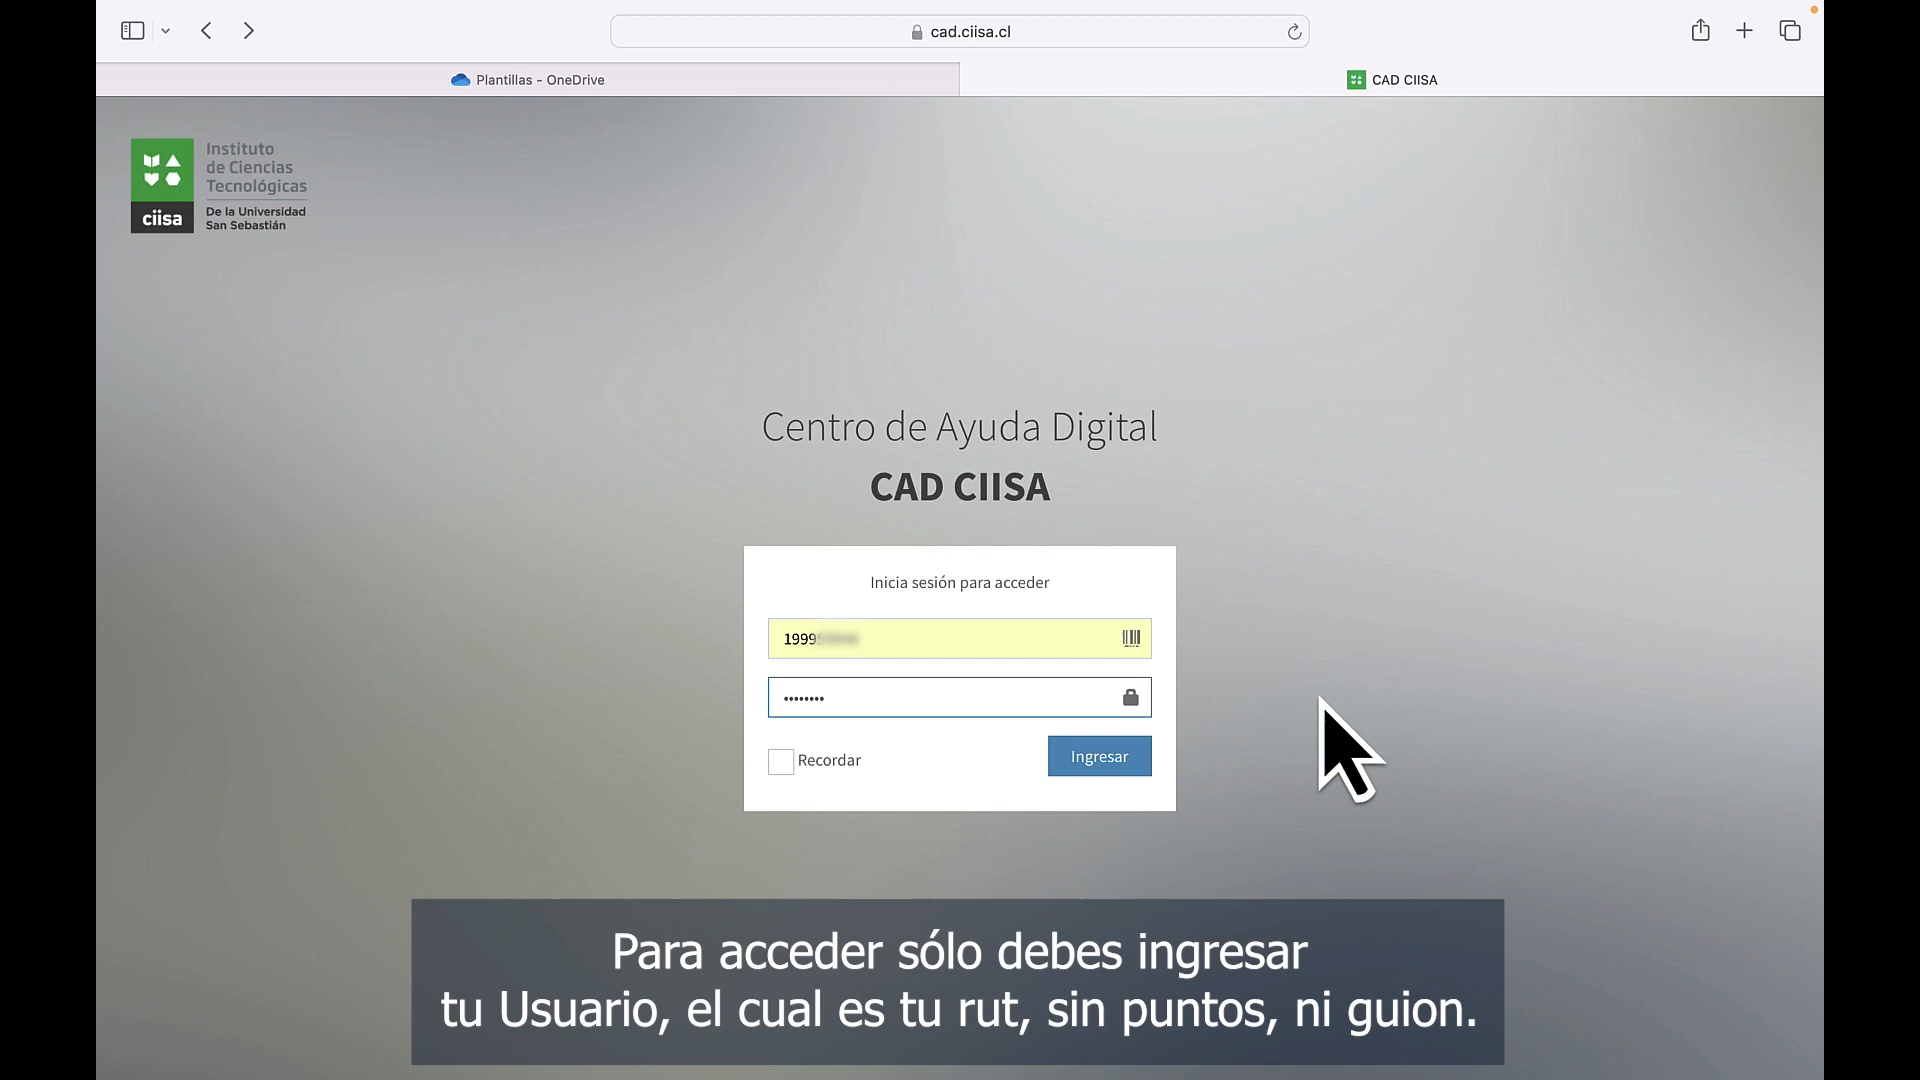 cad.ciisa.cl
Plantillas - OneDrive
CAD CIISA
Instituto
de Ciencias
Tecnológicas
De la Universidad
San Sebastián
ciisa
Centro de Ayuda Digital
CAD CIISA
Inicia sesión para acceder
1999
••••••••
Recordar
Ingresar
Para acceder sólo debes ingresar
tu Usuario, el cual es tu rut, sin puntos, ni guion.